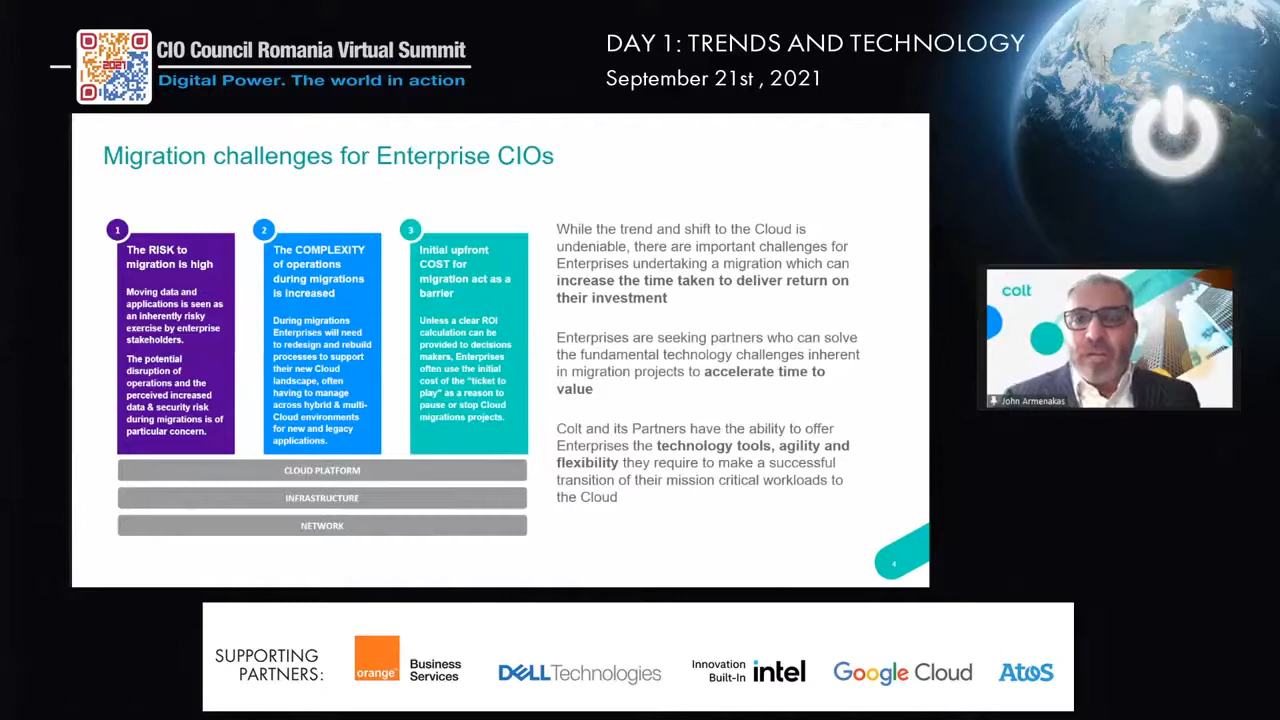 CIO Council Romania Virtual Summit
Digital Power. The world in action
2021
DAY 1: TRENDS AND TECHNOLOGY
September 21st , 2021
Migration challenges for Enterprise CIOs
1
The RISK to
migration is high
Moving data and
applications is seen as
an inherently risky
exercise by enterprise
stakeholders.
The potential
disruption of
operations and the
perceived increased
data & security risk
during migrations is of
particular concern.
2
The COMPLEXITY
of operations
during migrations
is increased
During migrations
Enterprises will need
to redesign and rebuild
processes to support
their new Cloud
landscape, often
having to manage
across hybrid & multi-
Cloud environments
for new and legacy
applications.
3
Initial upfront
COST for
migration act as a
barrier
Unless a clear ROI
calculation can be
provided to decisions
makers, Enterprises
often use the initial
cost of the "ticket to
play" as a reason to
pause or stop Cloud
migrations projects.
CLOUD PLATFORM
INFRASTRUCTURE
NETWORK
While the trend and shift to the Cloud is
undeniable, there are important challenges for
Enterprises undertaking a migration which can
increase the time taken to deliver return on
their investment
Enterprises are seeking partners who can solve
the fundamental technology challenges inherent
in migration projects to accelerate time to
value
Colt and its Partners have the ability to offer
Enterprises the technology tools, agility and
flexibility they require to make a successful
transition of their mission critical workloads to
the Cloud
4
colt
John Armenakas
SUPPORTING
PARTNERS:
orange™
Business
Services
DELL Technologies
Innovation
Built-In
intel
Google Cloud
Atos